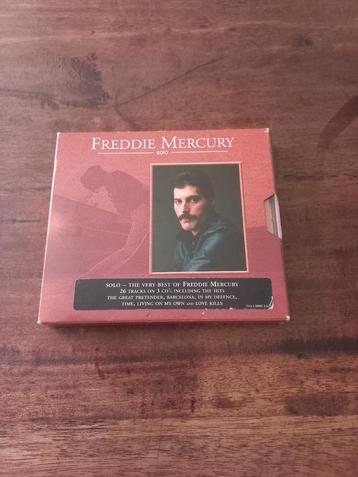 FREDDIE MERCURY
solo
SOLO – THE VERY BEST OF FREDDIE MERCURY
26 TRACKS ON 3 CD'S INCLUDING THE HITS
THE GREAT PRETENDER, BARCELONA, IN MY DEFENCE,
TIME, LIVING ON MY OWN AND LOVE KILLS